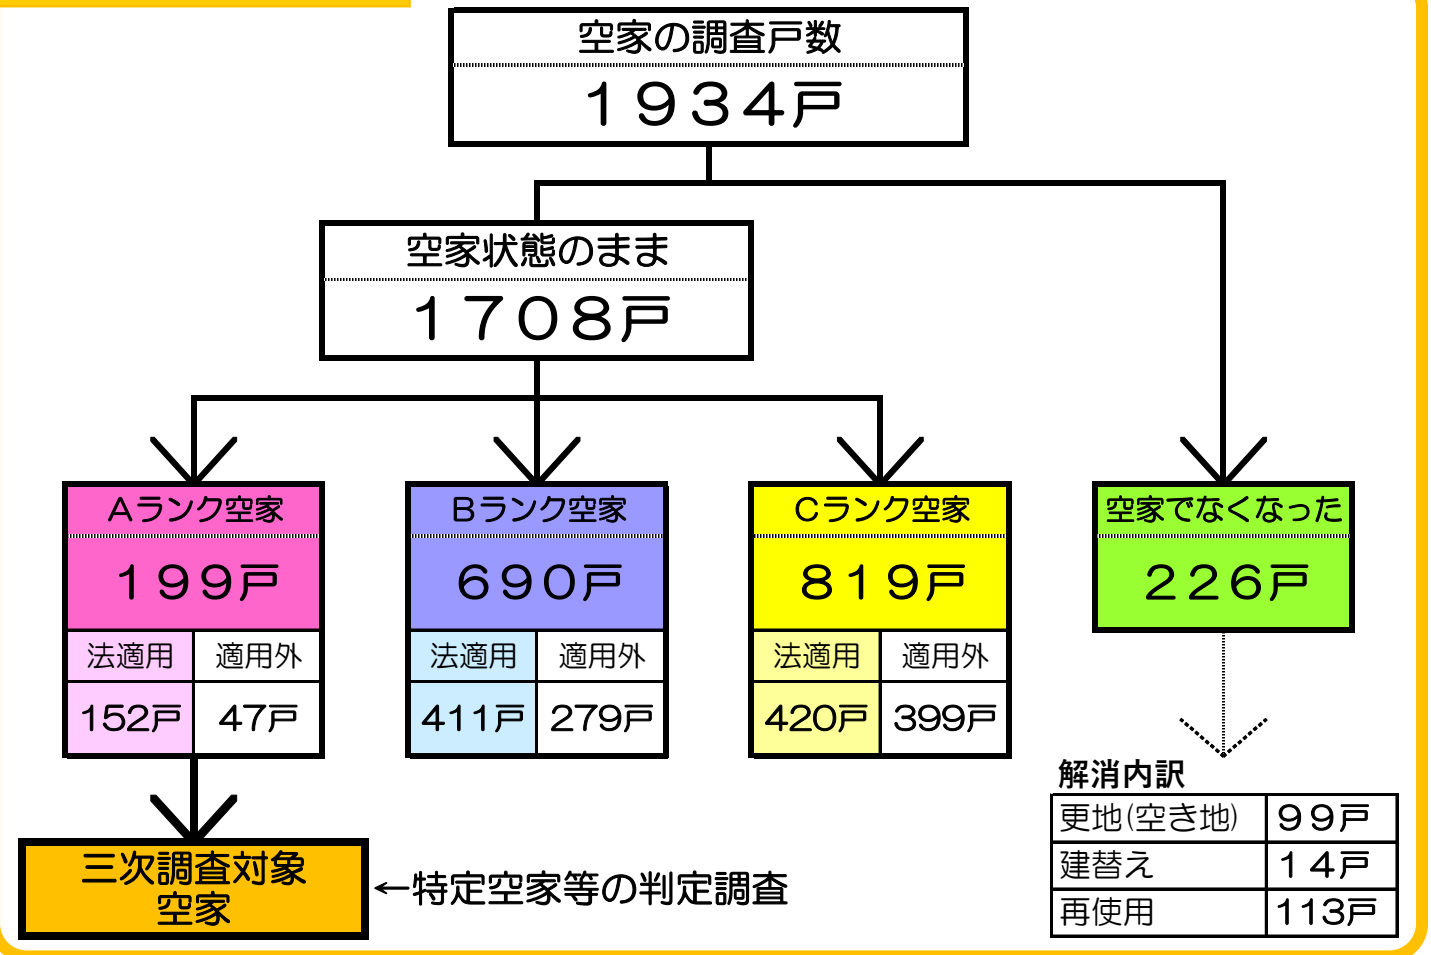 空家の調査戸数
１９３４戸
空家状態のまま
１７０８戸
Ａランク空家
１９９戸
法適用 適用外
152戸 47戸
Ｂランク空家
６９０戸
法適用 適用外
411戸 279戸
Ｃランク空家
８１９戸
法適用 適用外
420戸 399戸
空家でなくなった
２２６戸
解消内訳
更地(空き地) ９９戸
建替え １４戸
再使用 113戸
三次調査対象
空家
←特定空家等の判定調査